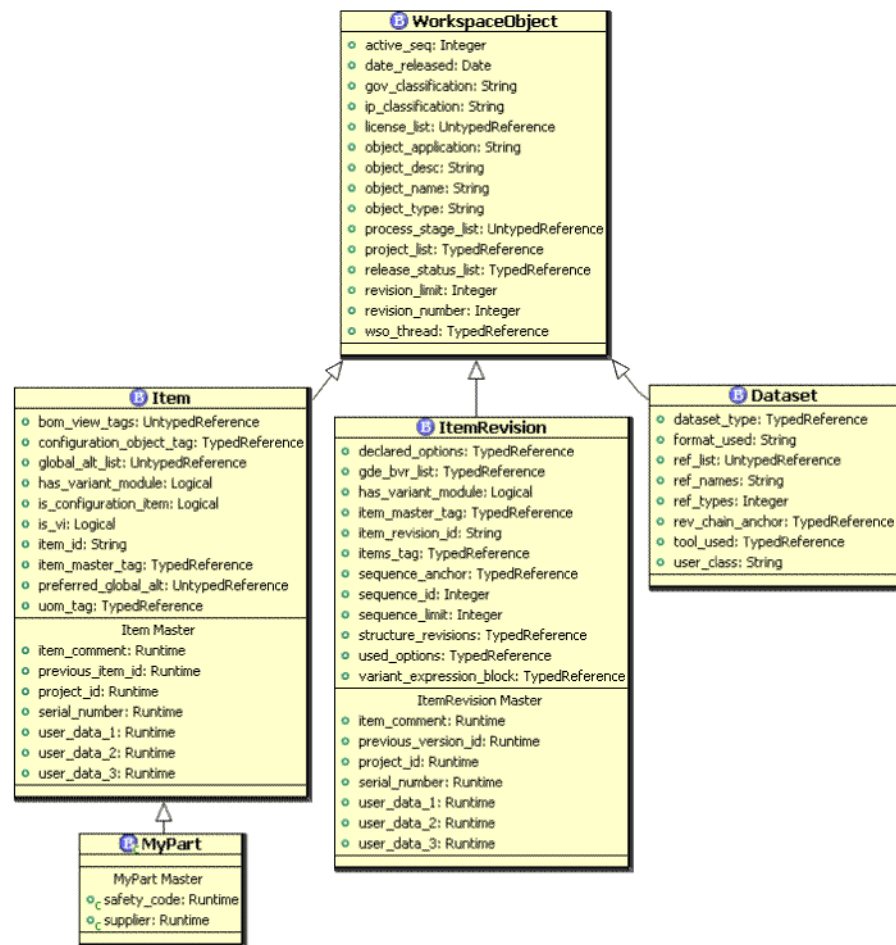 WorkspaceObject
active_seq: Integer
date_released: Date
gov_classification: String
ip_classification: String
license_list: UntypedReference
object_application: String
object_desc: String
object_name: String
object_type: String
process_stage_list: UntypedReference
project_list: TypedReference
release_status_list: TypedReference
revision_limit: Integer
revision_number: Integer
wso_thread: TypedReference
Item
bom_view_tags: UntypedReference
configuration_object_tag: TypedReference
global_alt_list: UntypedReference
has_variant_module: Logical
is_configuration_item: Logical
is_vi: Logical
item_id: String
item_master_tag: TypedReference
preferred_global_alt: UntypedReference
uom_tag: TypedReference
Item Master
item_comment: Runtime
previous_item_id: Runtime
project_id: Runtime
serial_number: Runtime
user_data_1: Runtime
user_data_2: Runtime
user_data_3: Runtime
ItemRevision
declared_options: TypedReference
gde_bvr_list: TypedReference
has_variant_module: Logical
item_master_tag: TypedReference
item_revision_id: String
items_tag: TypedReference
sequence_anchor: TypedReference
sequence_id: Integer
sequence_limit: Integer
structure_revisions: TypedReference
used_options: TypedReference
variant_expression_block: TypedReference
ItemRevision Master
item_comment: Runtime
previous_version_id: Runtime
project_id: Runtime
serial_number: Runtime
user_data_1: Runtime
user_data_2: Runtime
user_data_3: Runtime
Dataset
dataset_type: TypedReference
format_used: String
ref_list: UntypedReference
ref_names: String
ref_types: Integer
rev_chain_anchor: TypedReference
tool_used: TypedReference
user_class: String
MyPart
MyPart Master
safety_code: Runtime
supplier: Runtime